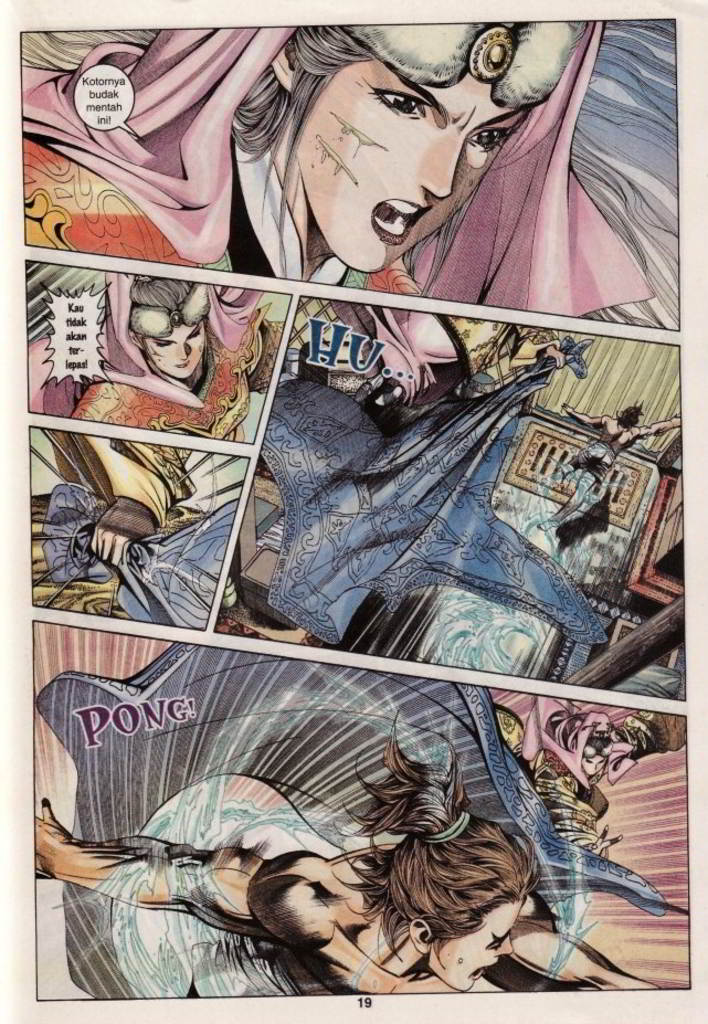 Kotornya
budak
mentah
ini!
Kau
tidak
akan
ter-
lepas!
HU...
PONG!
19